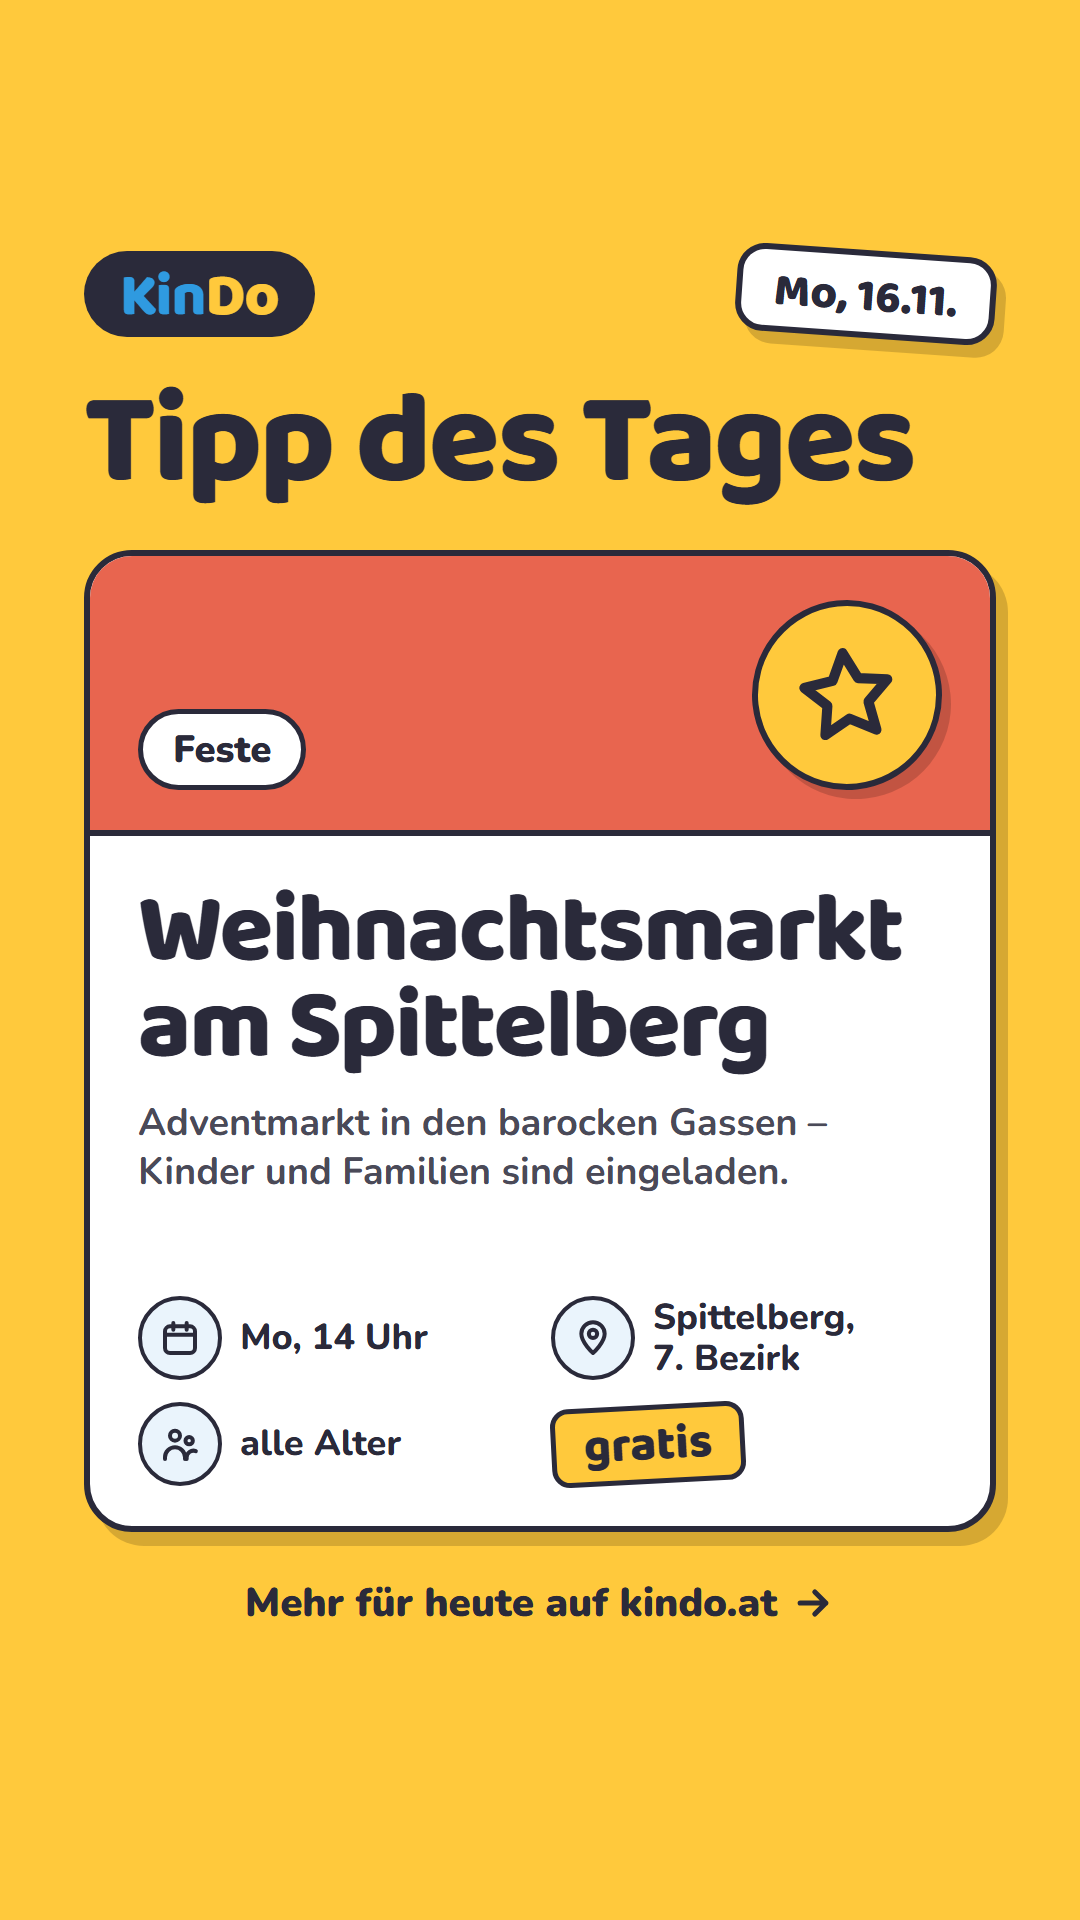 KinDo
Mo, 16.11.
Tipp des Tages
Feste
Weihnachtsmarkt
am Spittelberg
Adventmarkt in den barocken Gassen –
Kinder und Familien sind eingeladen.
Mo, 14 Uhr
Spittelberg,
7. Bezirk
alle Alter
gratis
Mehr für heute auf kindo.at →